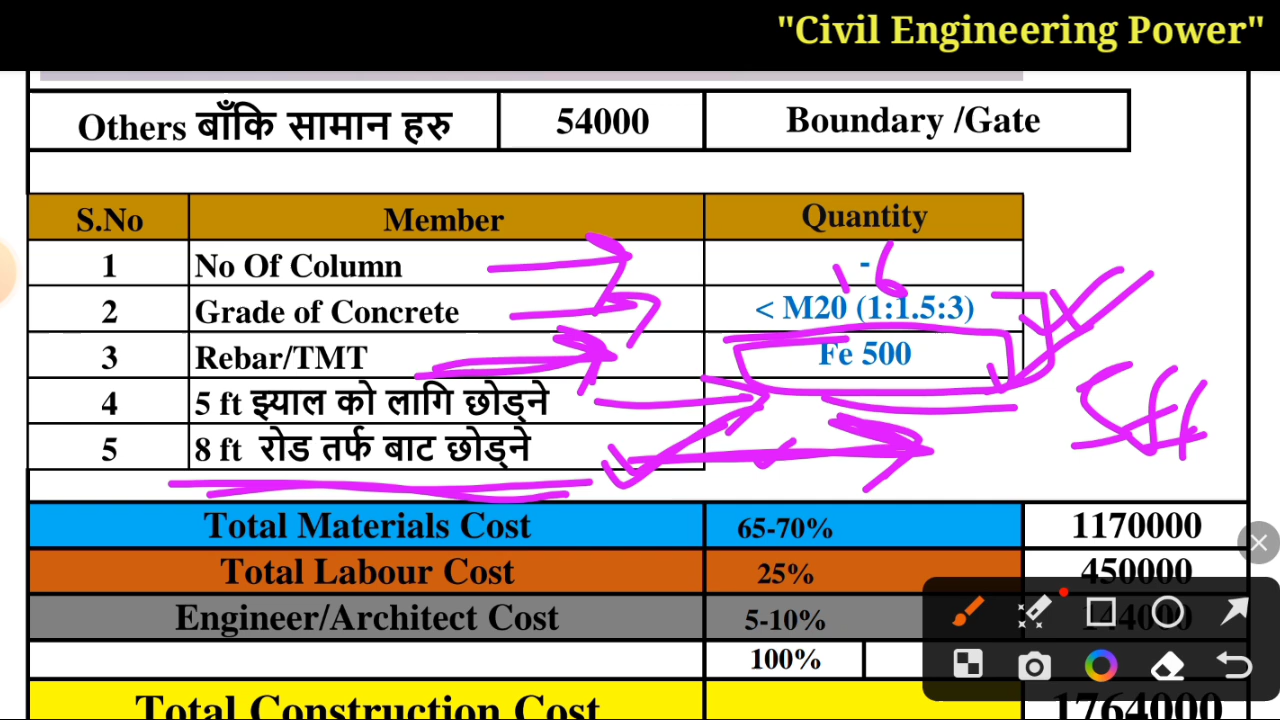 "Civil Engineering Power"
Others बाँकि सामान हरु 54000 Boundary /Gate
S.No Member Quantity
1 No Of Column -
2 Grade of Concrete < M20 (1:1.5:3)
3 Rebar/TMT Fe 500
4 5 ft झ्याल को लागि छोड्ने
5 8 ft रोड तर्फ बाट छोड्ने
Total Materials Cost 65-70% 1170000
Total Labour Cost 25% 450000
Engineer/Architect Cost 5-10% 144000
100%
Total Construction Cost 1764000